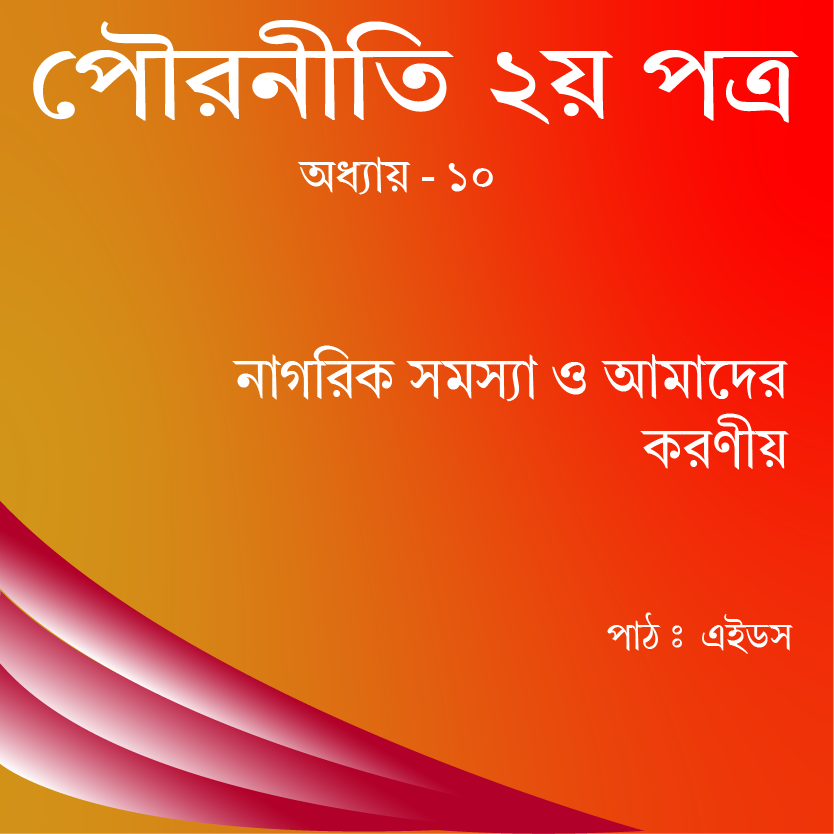 পৌরনীতি ২য় পত্র
অধ্যায় - ১০
নাগরিক সমস্যা ও আমাদের
করণীয়
পাঠ ঃ এইডস